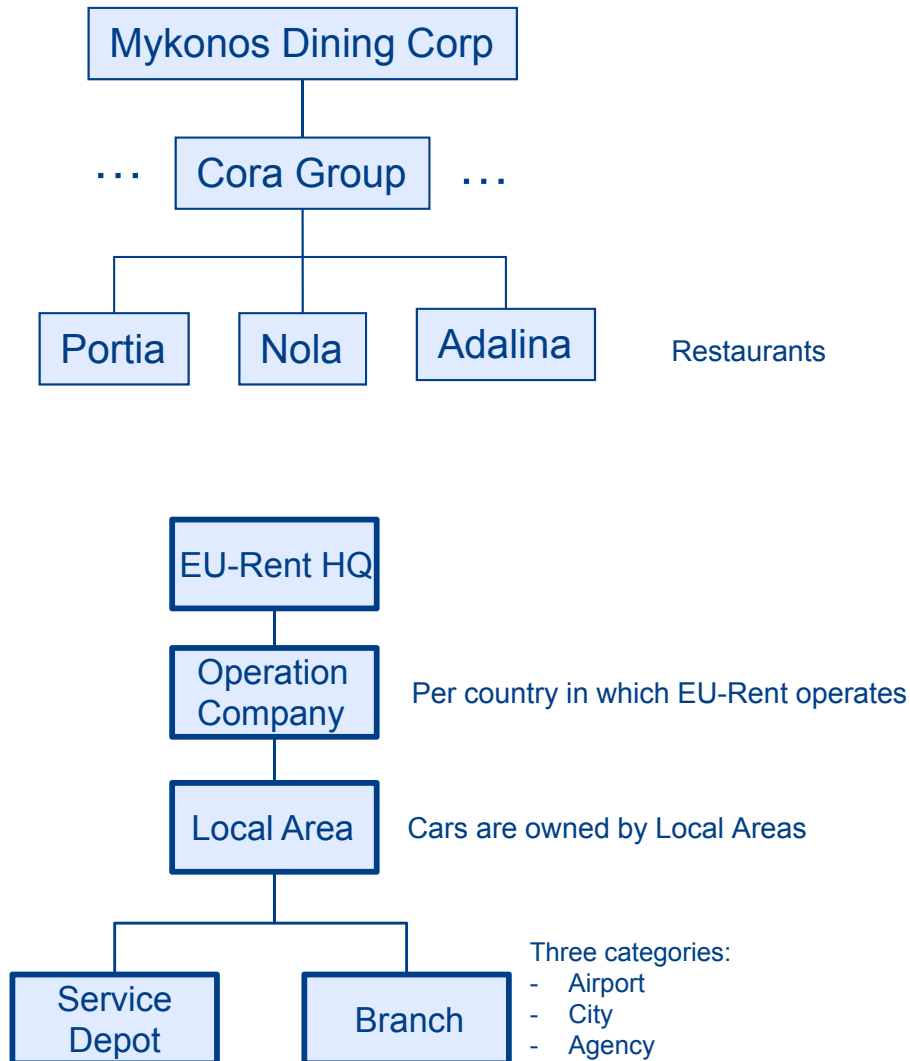 Mykonos Dining Corp
... Cora Group ...
Portia Nola Adalina Restaurants
EU-Rent HQ
Operation
Company
Per country in which EU-Rent operates
Local Area
Cars are owned by Local Areas
Service
Depot
Branch
Three categories:
- Airport
- City
- Agency